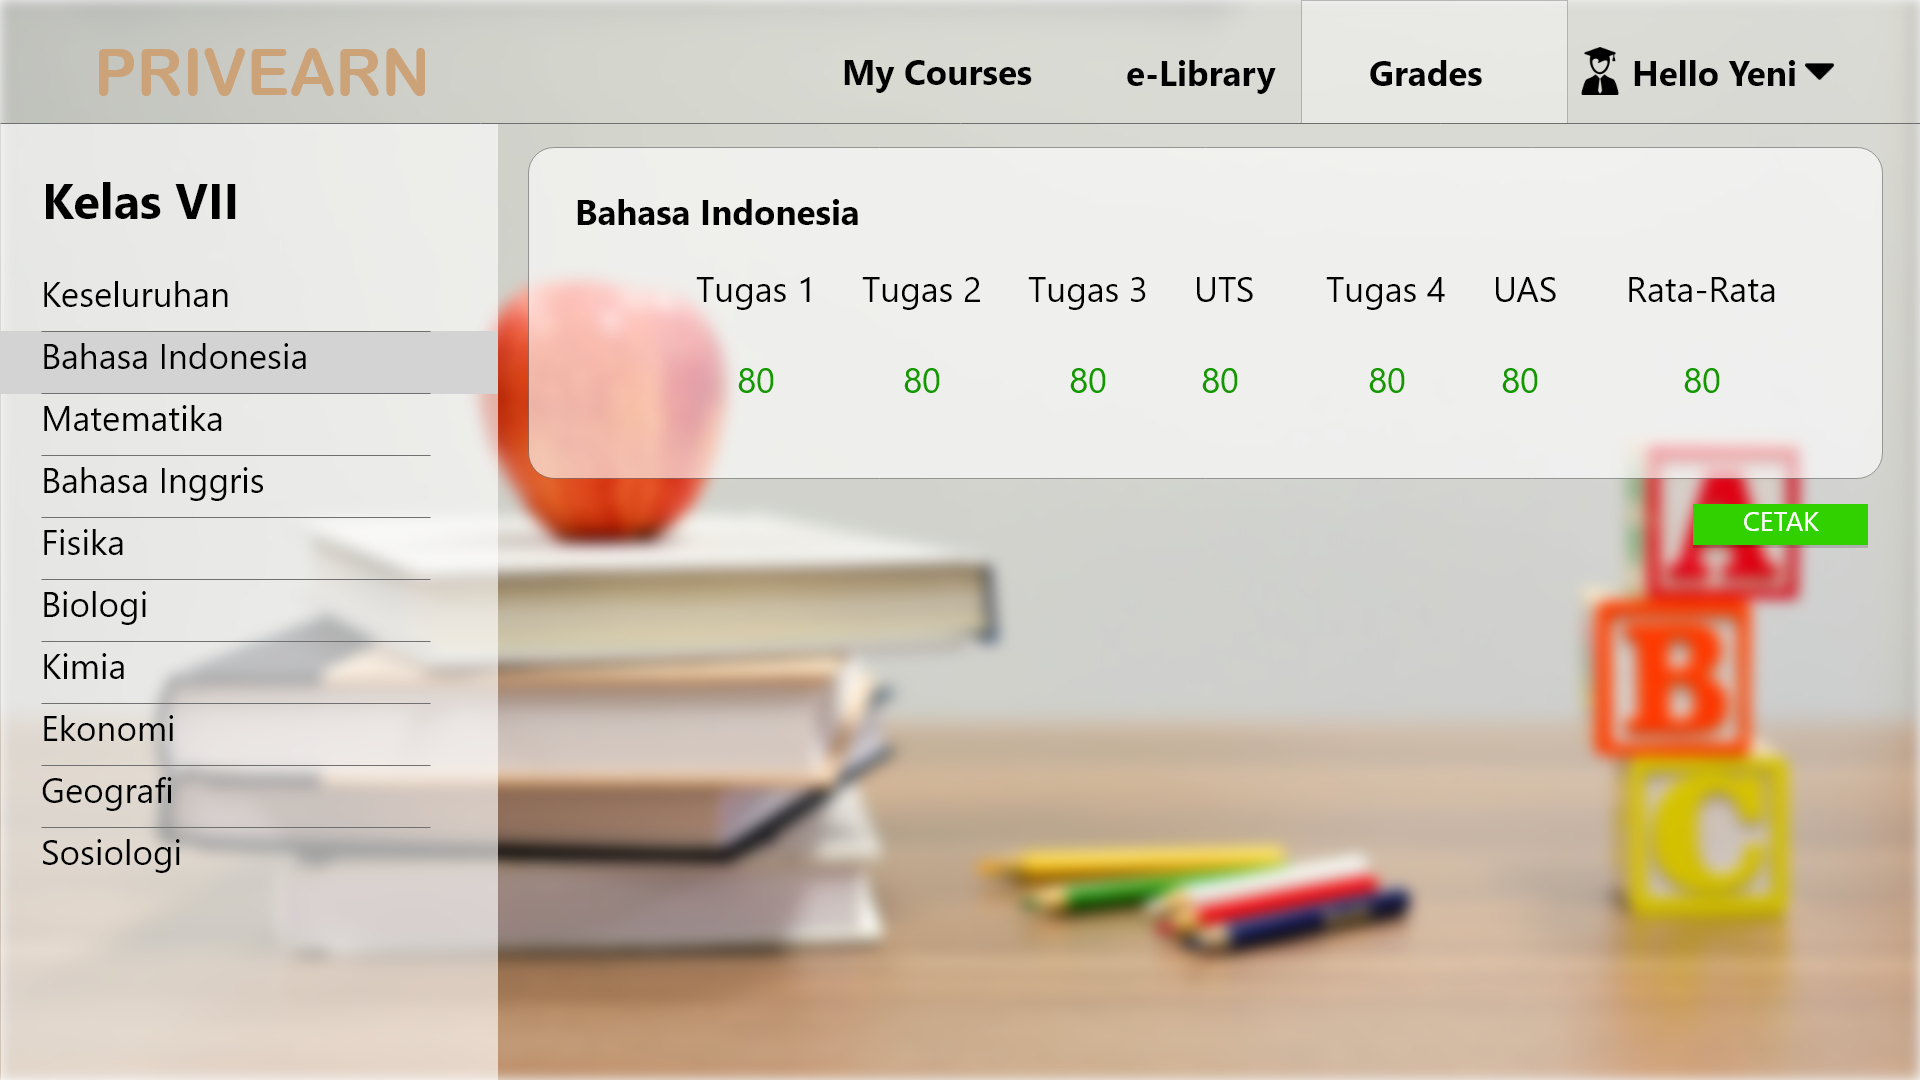 PRIVEARN
My Courses
e-Library
Grades
Hello Yeni
Kelas VII
Keseluruhan
Bahasa Indonesia
Matematika
Bahasa Inggris
Fisika
Biologi
Kimia
Ekonomi
Geografi
Sosiologi
Bahasa Indonesia
Tugas 1 Tugas 2 Tugas 3 UTS Tugas 4 UAS Rata-Rata
80 80 80 80 80 80 80
CETAK
A
B
C